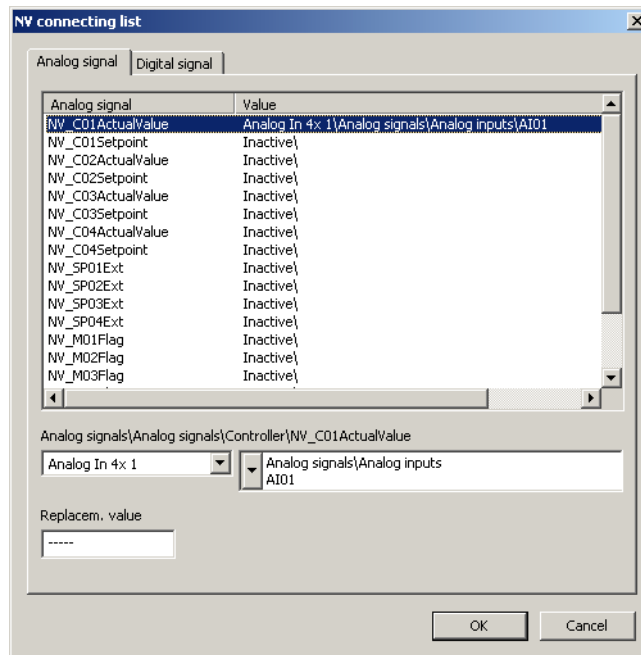 NV connecting list
Analog signal Digital signal
Analog signal Value
NV_C01ActualValue Analog In 4x 1\Analog signals\Analog inputs\AI01
NV_C01Setpoint Inactive\
NV_C02ActualValue Inactive\
NV_C02Setpoint Inactive\
NV_C03ActualValue Inactive\
NV_C03Setpoint Inactive\
NV_C04ActualValue Inactive\
NV_C04Setpoint Inactive\
NV_SP01Ext Inactive\
NV_SP02Ext Inactive\
NV_SP03Ext Inactive\
NV_SP04Ext Inactive\
NV_M01Flag Inactive\
NV_M02Flag Inactive\
NV_M03Flag Inactive\
Analog signals\Analog signals\Controller\NV_C01ActualValue
Analog In 4x 1 Analog signals\Analog inputs
AI01
Replacem. value
-----
OK Cancel